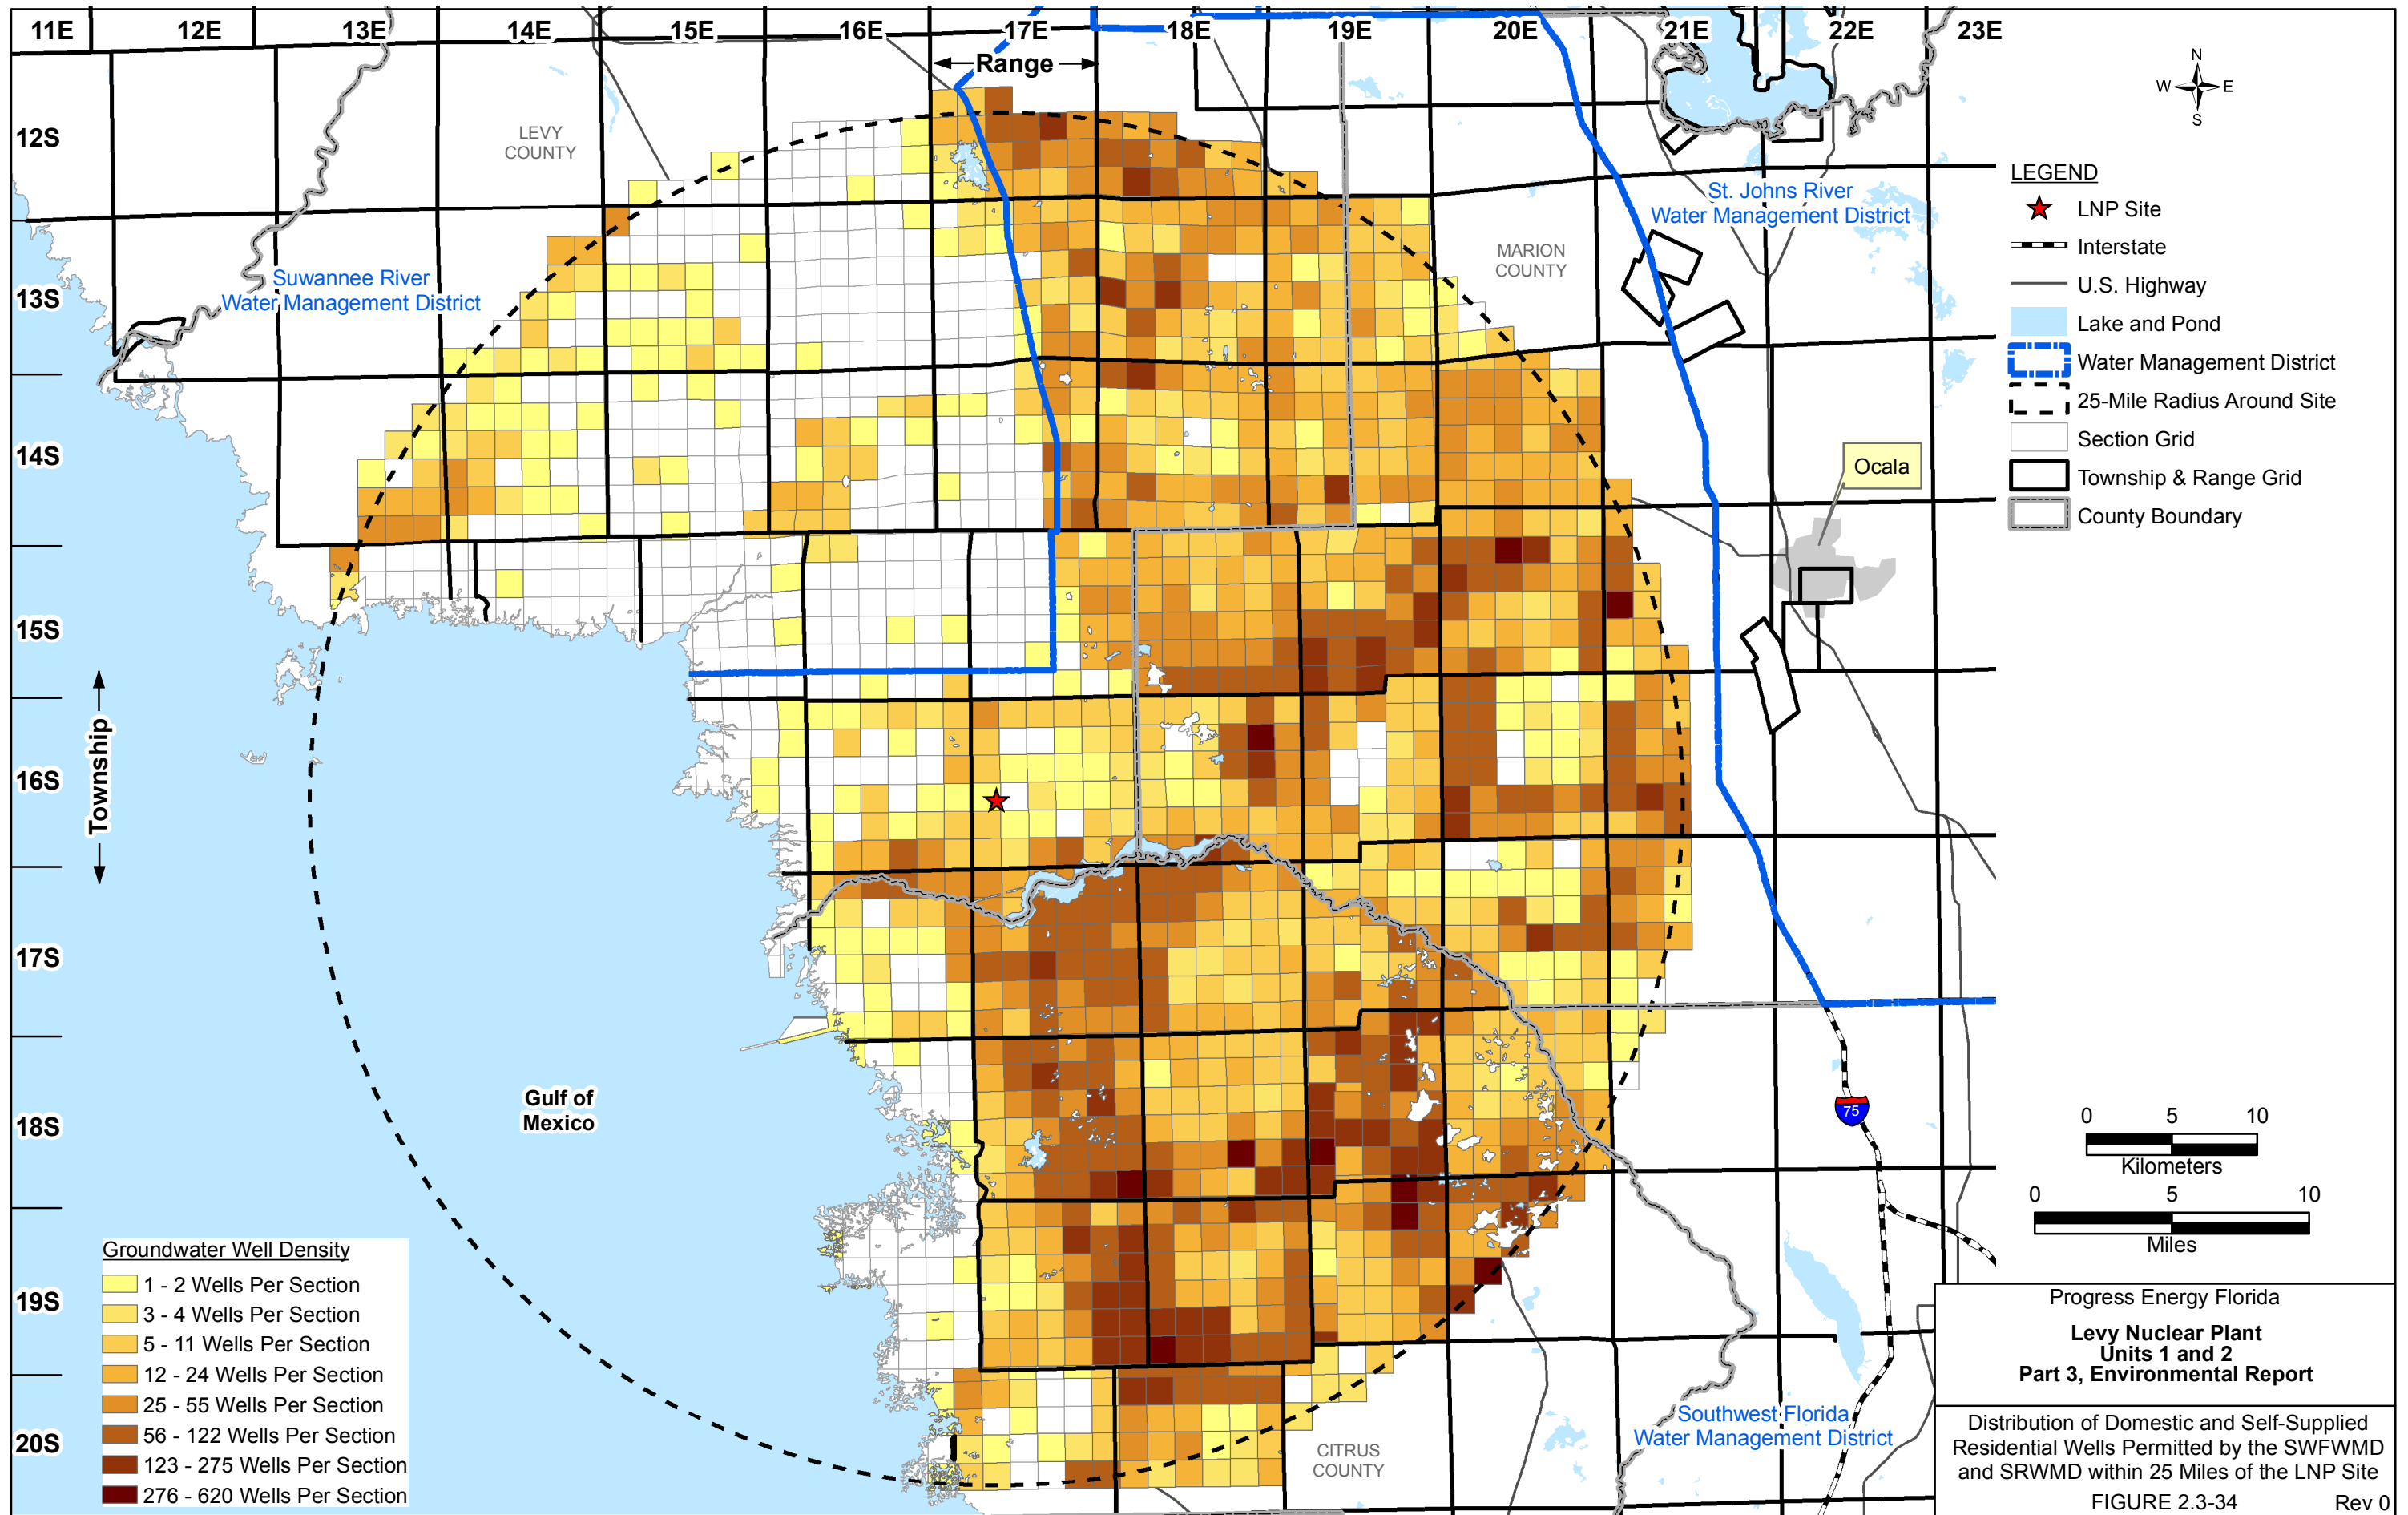 11E
12E
13E
14E
15E
16E
17E
18E
19E
20E
21E
22E
23E
Range
N
W
E
S
12S
13S
14S
15S
16S
17S
18S
19S
20S
Township
LEVY
COUNTY
Suwannee River
Water Management District
St. Johns River
Water Management District
MARION
COUNTY
Ocala
Gulf of
Mexico
CITRUS
COUNTY
Southwest Florida
Water Management District
75
LEGEND
LNP Site
Interstate
U.S. Highway
Lake and Pond
Water Management District
25-Mile Radius Around Site
Section Grid
Township & Range Grid
County Boundary
0 5 10
Kilometers
0 5 10
Miles
Groundwater Well Density
1 - 2 Wells Per Section
3 - 4 Wells Per Section
5 - 11 Wells Per Section
12 - 24 Wells Per Section
25 - 55 Wells Per Section
56 - 122 Wells Per Section
123 - 275 Wells Per Section
276 - 620 Wells Per Section
Progress Energy Florida
Levy Nuclear Plant
Units 1 and 2
Part 3, Environmental Report
Distribution of Domestic and Self-Supplied
Residential Wells Permitted by the SWFWMD
and SRWMD within 25 Miles of the LNP Site
FIGURE 2.3-34 Rev 0